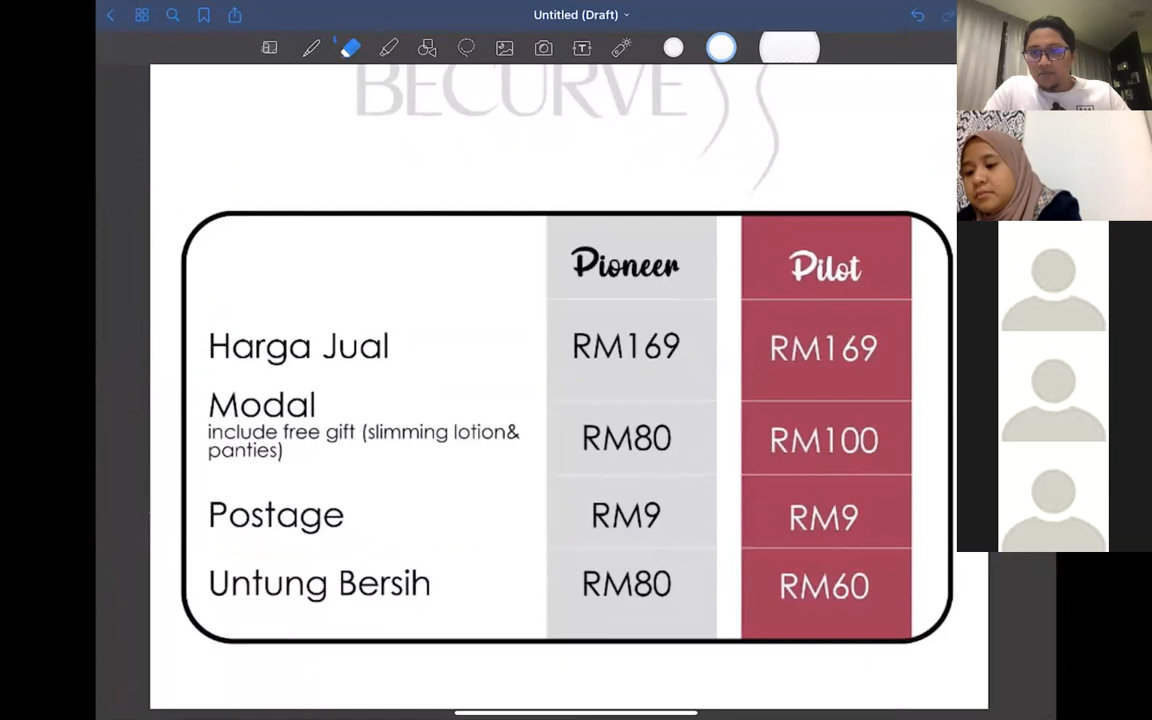 Untitled (Draft)
T
BECURVE
Pioneer Pilot
Harga Jual RM169 RM169
Modal
include free gift (slimming lotion&
panties) RM80 RM100
Postage RM9 RM9
Untung Bersih RM80 RM60